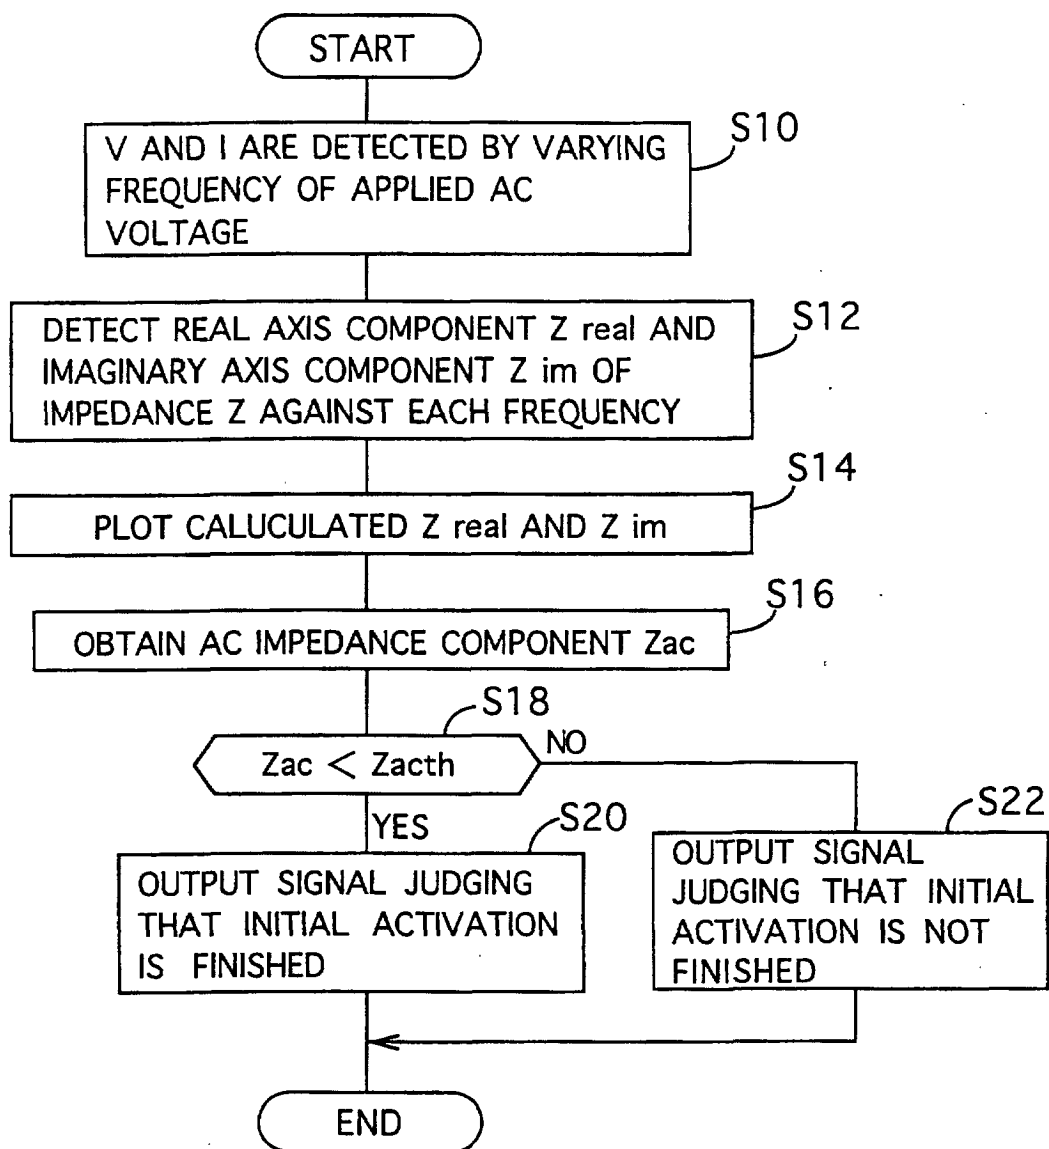 START
S10
V AND I ARE DETECTED BY VARYING
FREQUENCY OF APPLIED AC
VOLTAGE
S12
DETECT REAL AXIS COMPONENT Z real AND
IMAGINARY AXIS COMPONENT Z im OF
IMPEDANCE Z AGAINST EACH FREQUENCY
S14
PLOT CALUCULATED Z real AND Z im
S16
OBTAIN AC IMPEDANCE COMPONENT Zac
S18
Zac < Zacth
NO
YES
S20
OUTPUT SIGNAL JUDGING
THAT INITIAL ACTIVATION
IS FINISHED
S22
OUTPUT SIGNAL
JUDGING THAT INITIAL
ACTIVATION IS NOT
FINISHED
END